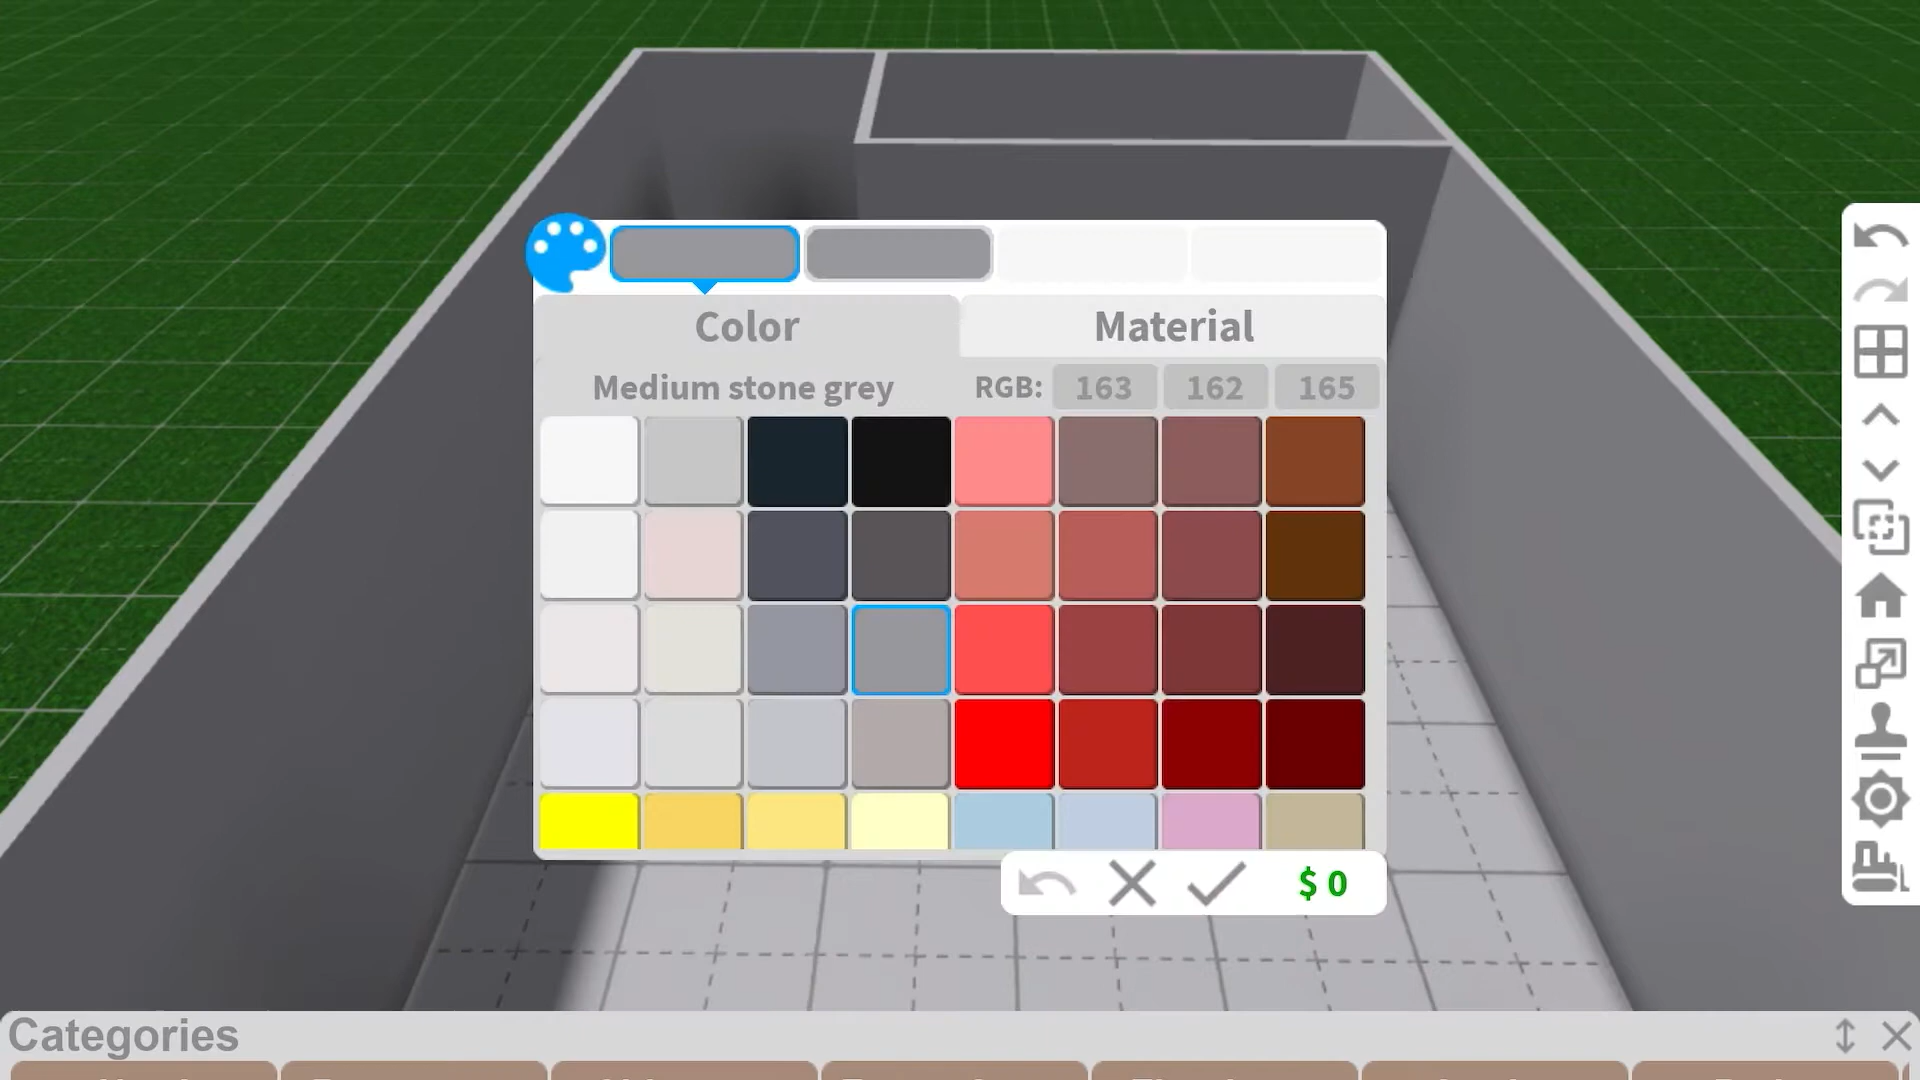 Color
Material
Medium stone grey
RGB: 163 162 165
$ 0
Categories